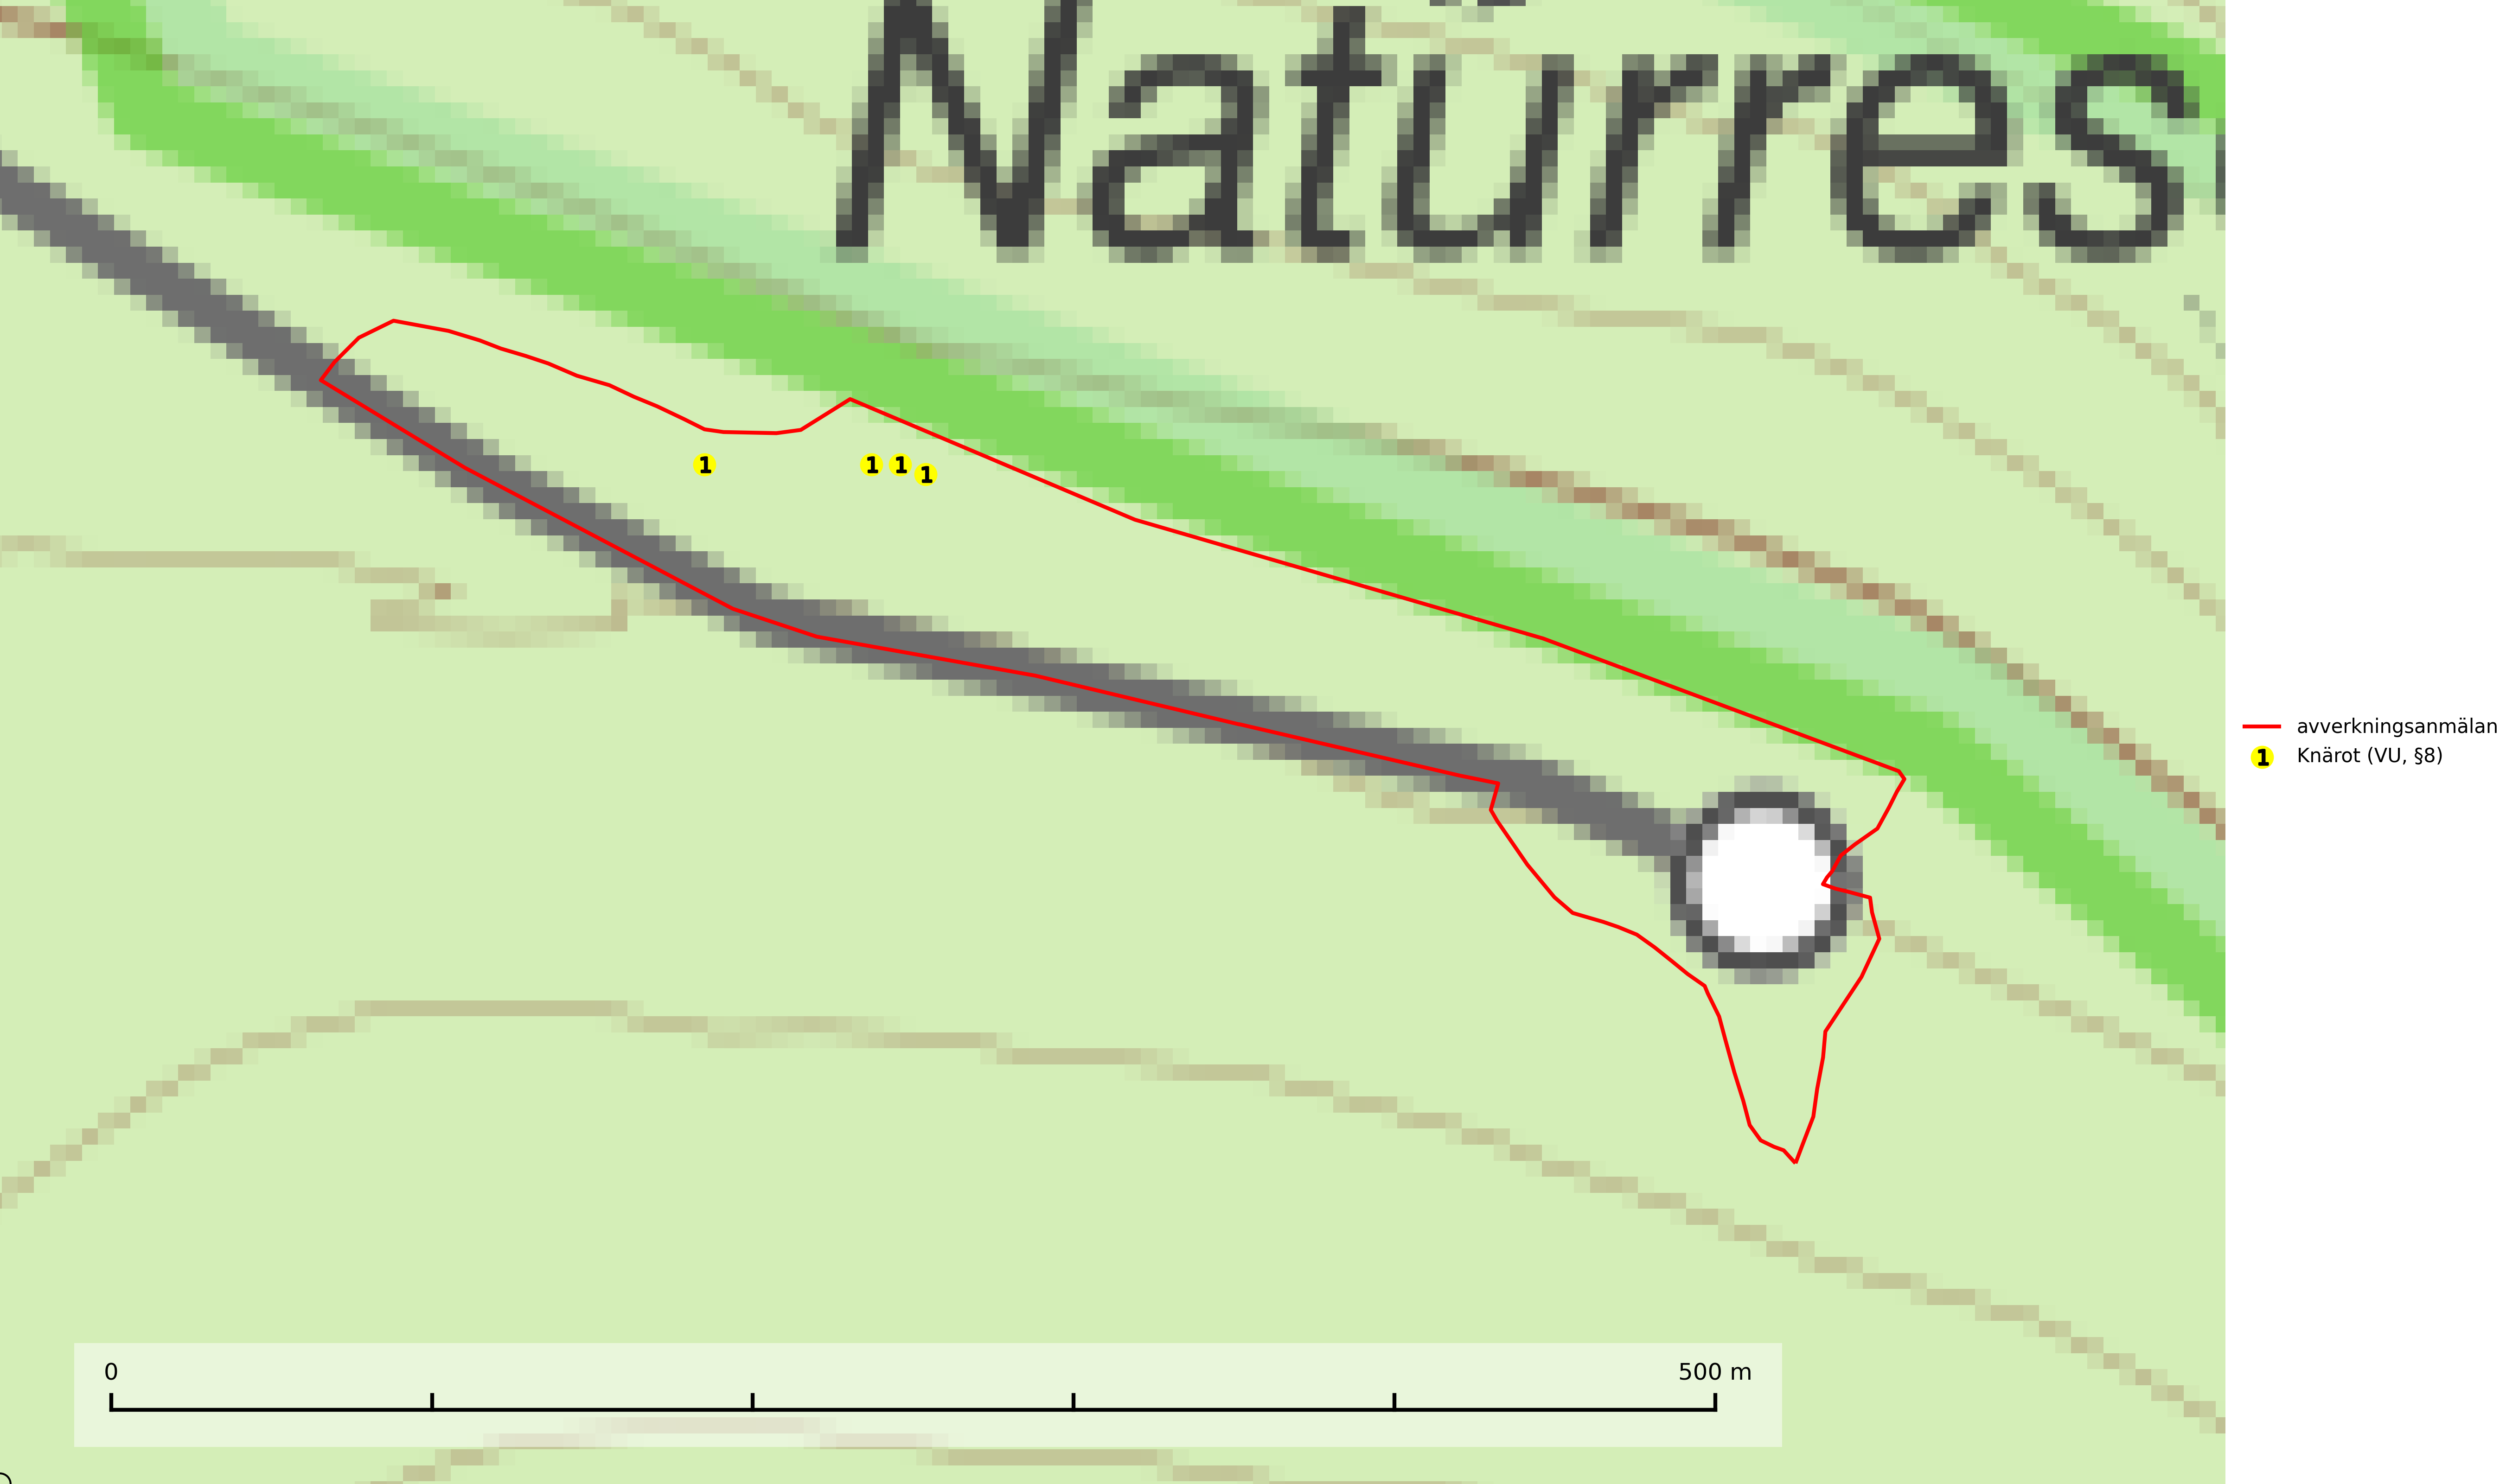 Naturres
1
1
1
1
avverkningsanmälan
1 Knärot (VU, §8)
0 500 m